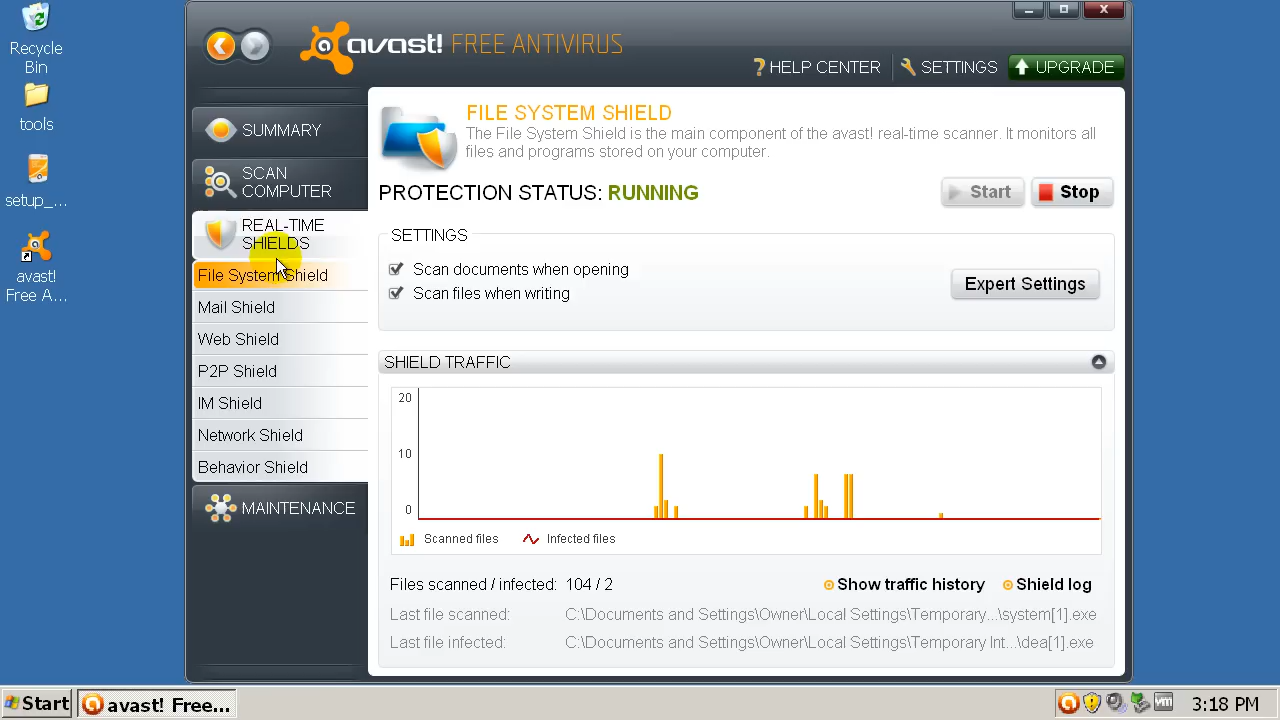 Recycle
Bin
tools
setup_...
avast!
Free A...
avast! FREE ANTIVIRUS
HELP CENTER
SETTINGS
UPGRADE
SUMMARY
SCAN
COMPUTER
REAL-TIME
SHIELDS
File System Shield
Mail Shield
Web Shield
P2P Shield
IM Shield
Network Shield
Behavior Shield
MAINTENANCE
FILE SYSTEM SHIELD
The File System Shield is the main component of the avast! real-time scanner. It monitors all
files and programs stored on your computer.
PROTECTION STATUS: RUNNING
Start
Stop
SETTINGS
Scan documents when opening
Scan files when writing
Expert Settings
SHIELD TRAFFIC
20
10
0
Scanned files
Infected files
Files scanned / infected: 104 / 2
Show traffic history
Shield log
Last file scanned: C:\Documents and Settings\Owner\Local Settings\Temporary...\system[1].exe
Last file infected: C:\Documents and Settings\Owner\Local Settings\Temporary Int...\dea[1].exe
Start
avast! Free...
3:18 PM